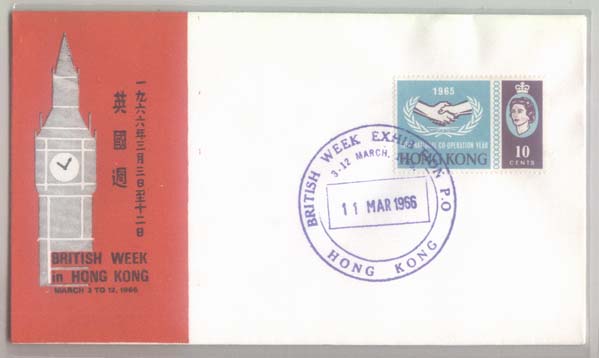 一九六六年三月三日至十二日
英國週
BRITISH WEEK
in HONG KONG
MARCH 3 TO 12, 1966
1965
INTERNATIONAL CO-OPERATION YEAR
HONG KONG
10
CENTS
BRITISH WEEK EXHIBITION P.O
3-12 MARCH,
11 MAR 1966
HONG KONG